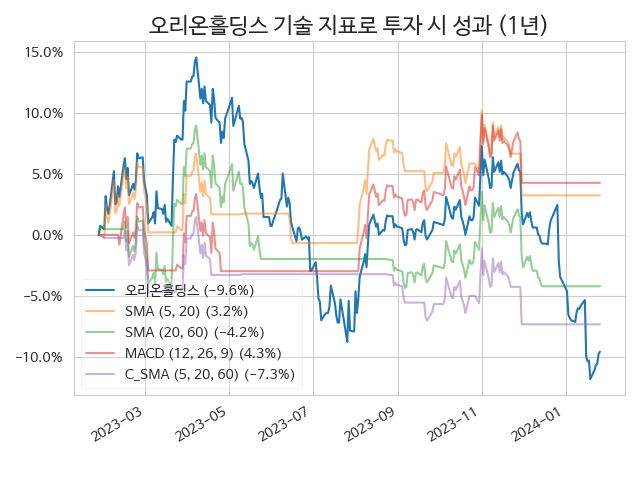 오리온홀딩스 기술 지표로 투자 시 성과 (1년)
15.0%
10.0%
5.0%
0.0%
−5.0%
−10.0%
오리온홀딩스 (−9.6%)
SMA (5, 20) (3.2%)
SMA (20, 60) (−4.2%)
MACD (12, 26, 9) (4.3%)
C_SMA (5, 20, 60) (−7.3%)
2023−03
2023−05
2023−07
2023−09
2023−11
2024−01